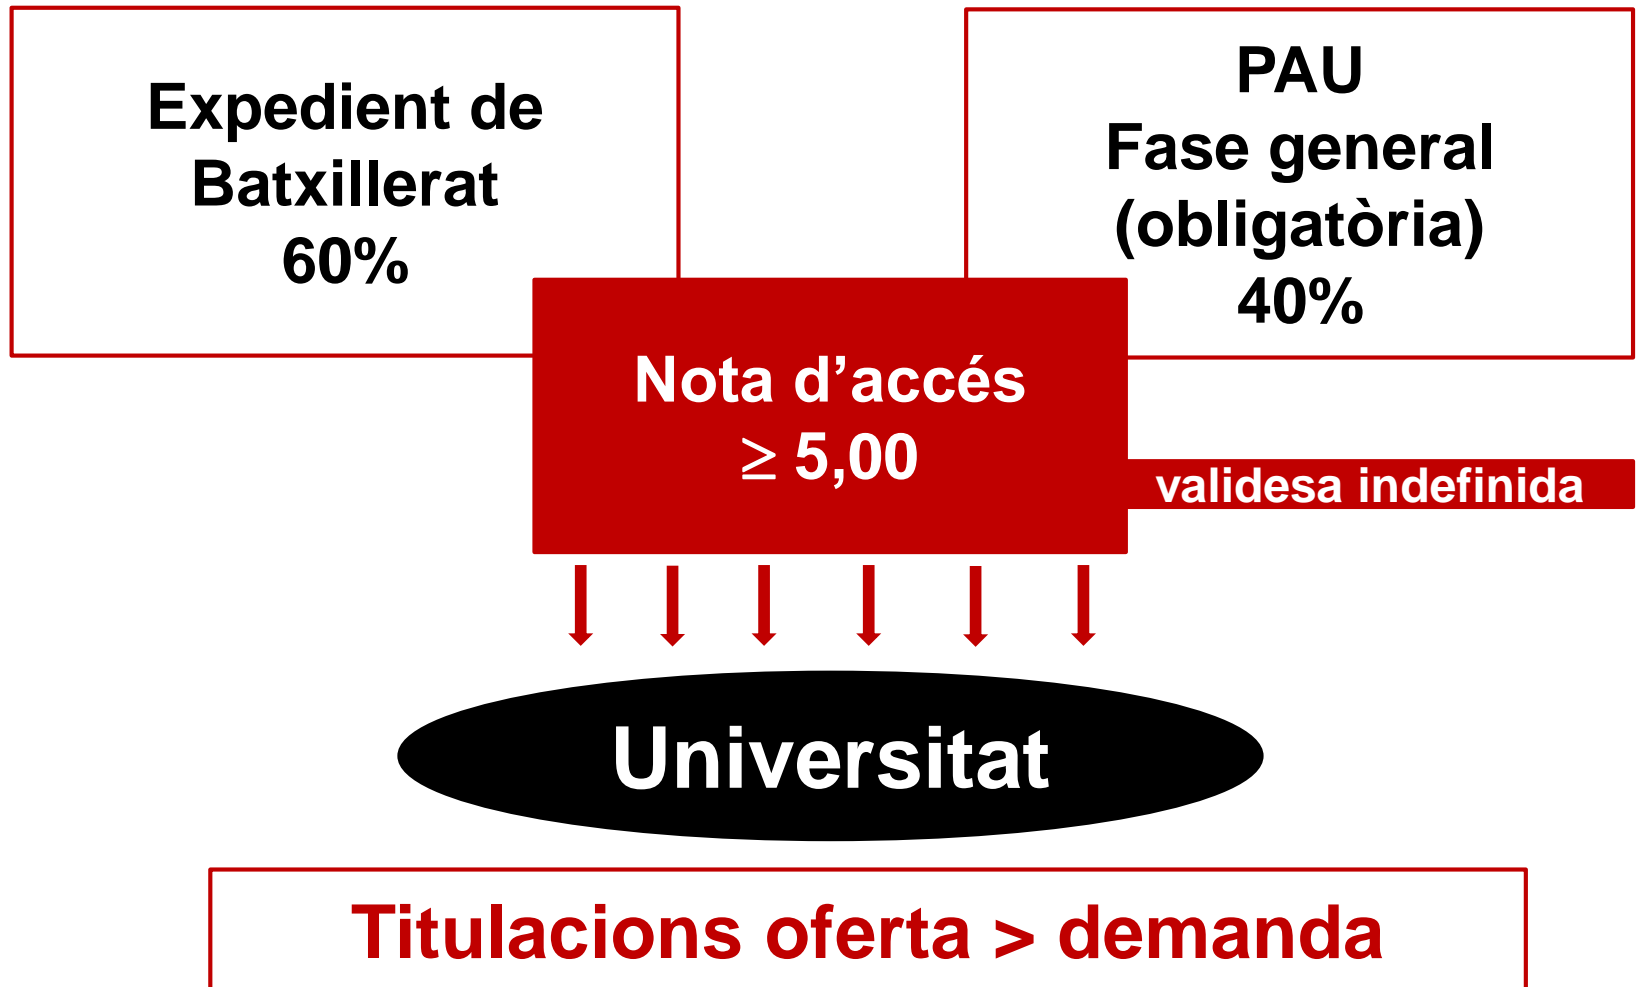 Expedient de
Batxillerat
60%
PAU
Fase general
(obligatòria)
40%
Nota d’accés
≥ 5,00
validesa indefinida
Universitat
Titulacions oferta > demanda